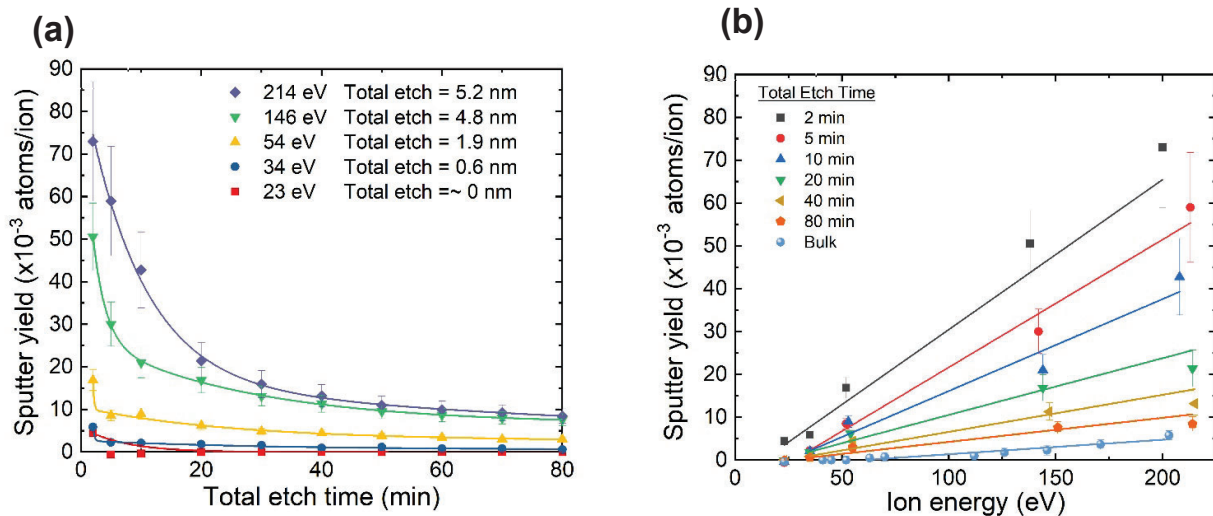 (a)
90
80
70
60
50
40
30
20
10
0
Sputter yield (x10⁻³ atoms/ion)
214 eV Total etch = 5.2 nm
146 eV Total etch = 4.8 nm
54 eV Total etch = 1.9 nm
34 eV Total etch = 0.6 nm
23 eV Total etch =~ 0 nm
0 20 40 60 80
Total etch time (min)
(b)
90
80
70
60
50
40
30
20
10
0
Sputter yield (x10⁻³ atoms/ion)
Total Etch Time
2 min
5 min
10 min
20 min
40 min
80 min
Bulk
0 50 100 150 200
Ion energy (eV)